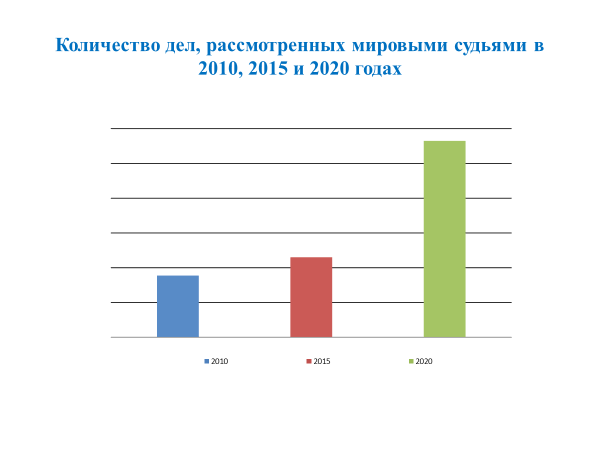 Количество дел, рассмотренных мировыми судьями в
2010, 2015 и 2020 годах
2010 2015 2020